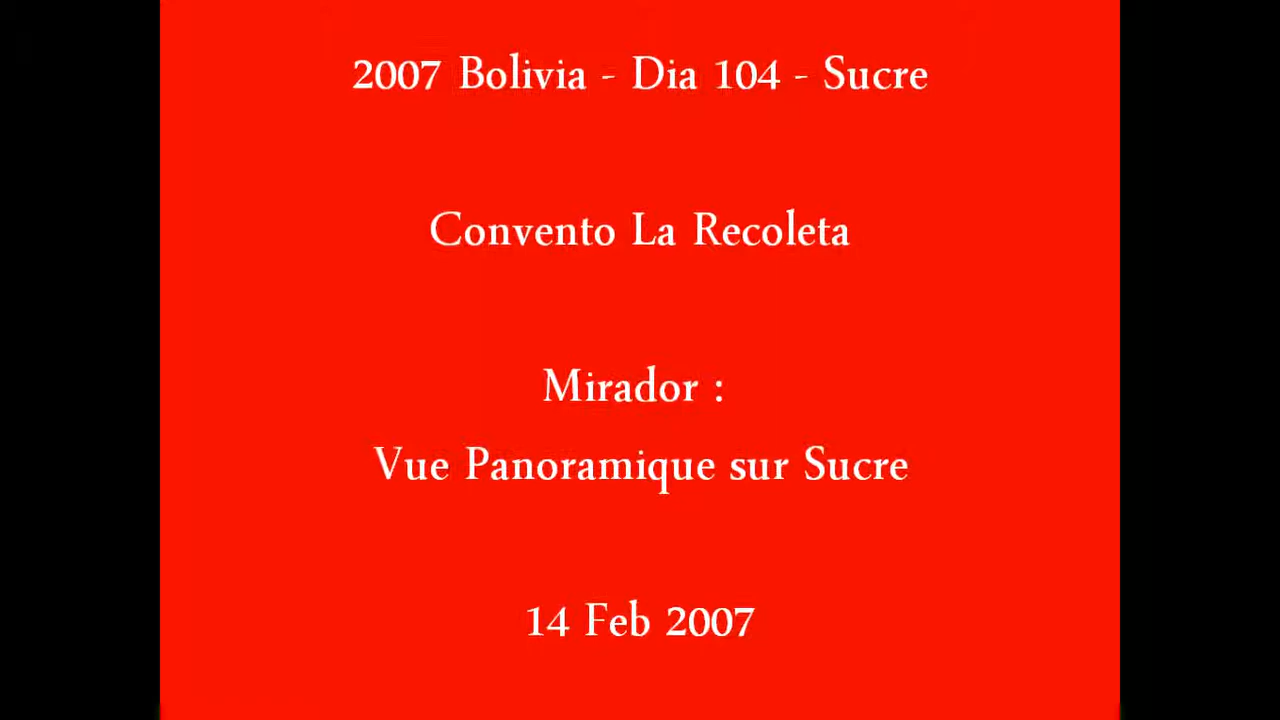 2007 Bolivia - Dia 104 - Sucre
Convento La Recoleta
Mirador :
Vue Panoramique sur Sucre
14 Feb 2007